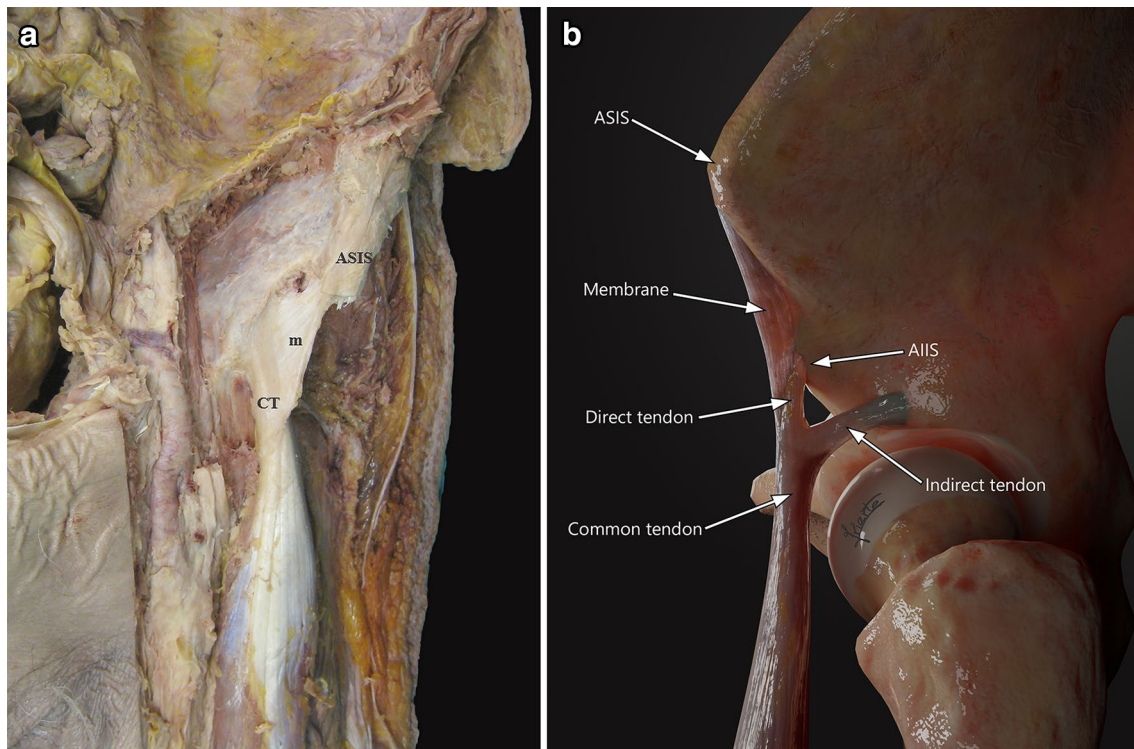 a
ASIS
m
CT
b
ASIS
Membrane
AIIS
Direct tendon
Indirect tendon
Common tendon